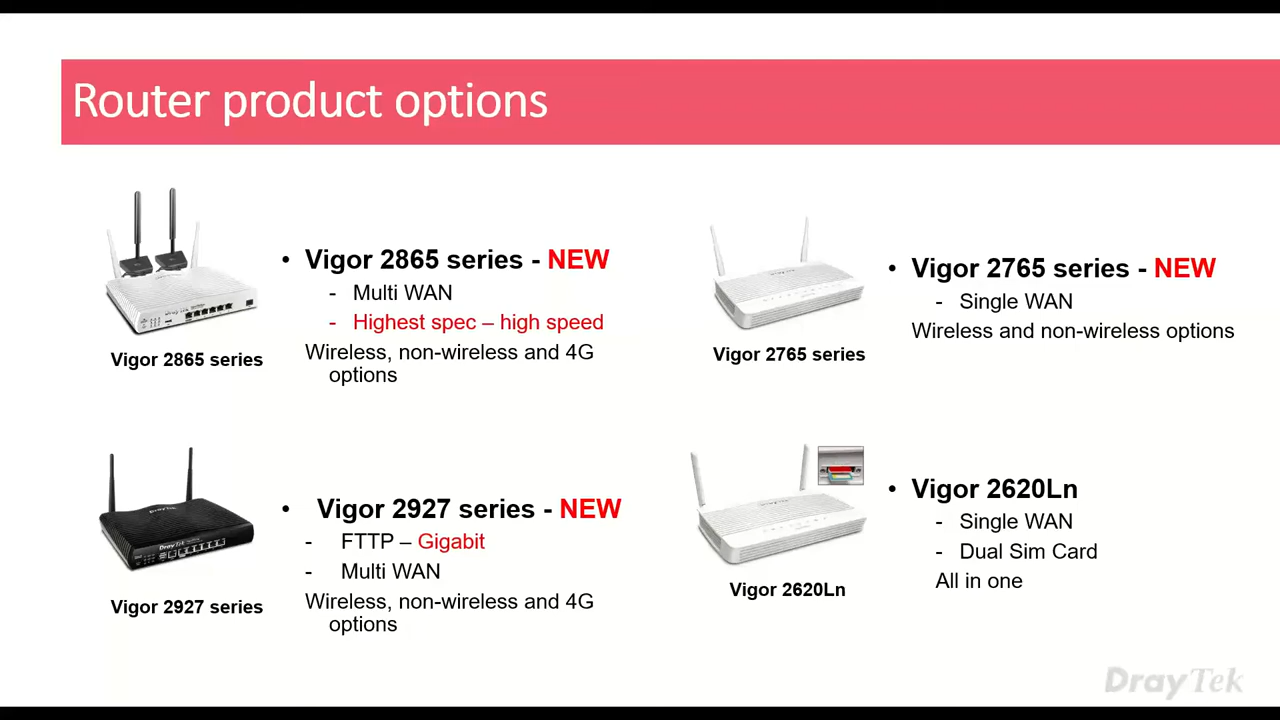 Router product options
• Vigor 2865 series - NEW
- Multi WAN
- Highest spec – high speed
Wireless, non-wireless and 4G
options
Vigor 2865 series
• Vigor 2765 series - NEW
- Single WAN
Wireless and non-wireless options
Vigor 2765 series
• Vigor 2927 series - NEW
- FTTP – Gigabit
- Multi WAN
Wireless, non-wireless and 4G
options
DrayTek
DrayTek
Vigor 2927 series
• Vigor 2620Ln
- Single WAN
- Dual Sim Card
All in one
Vigor 2620Ln
DrayTek